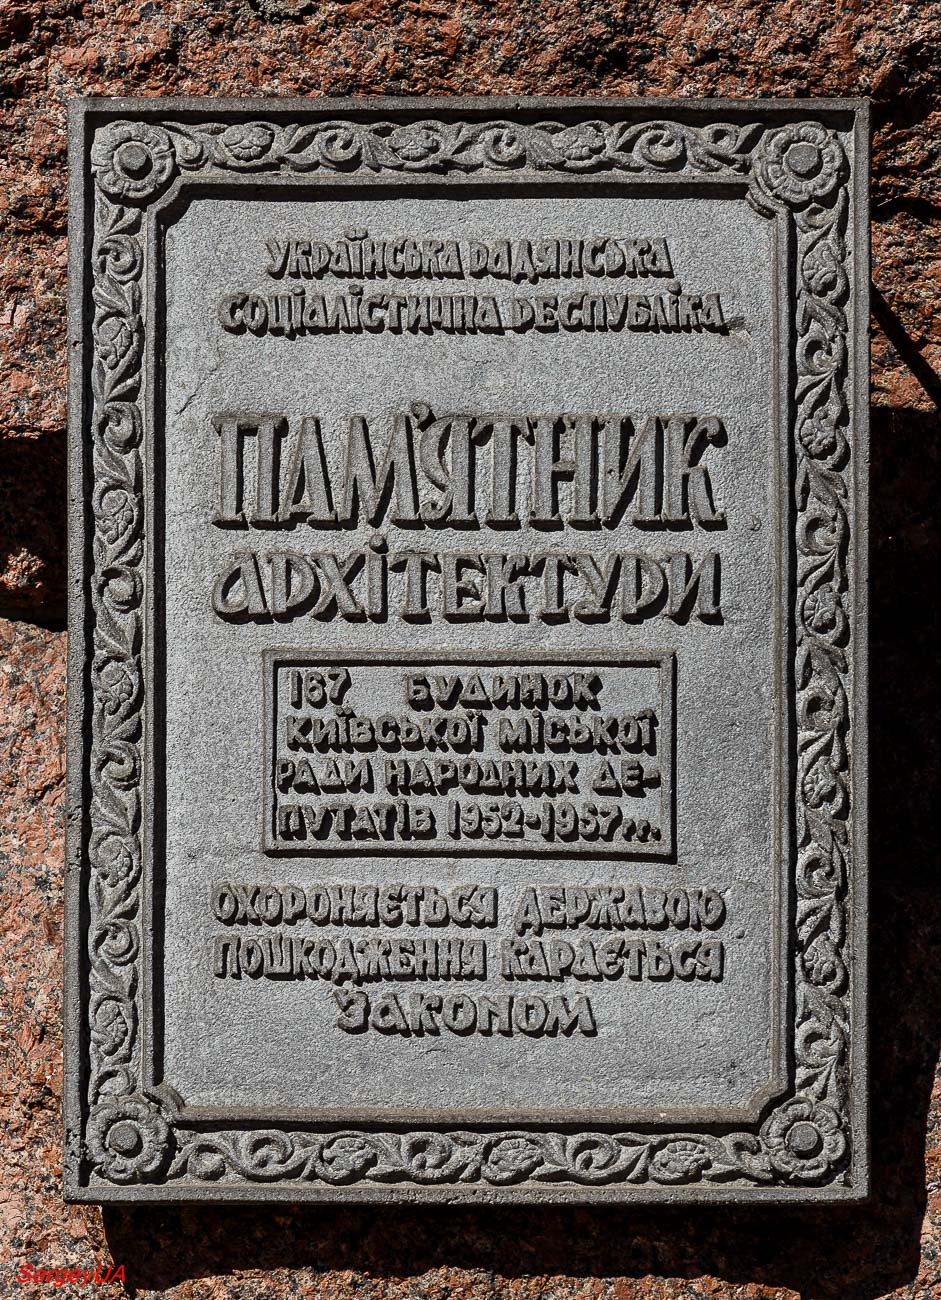 УКРАЇНСЬКА РАДЯНСЬКА
СОЦІАЛІСТИЧНА РЕСПУБЛІКА
ПАМ'ЯТНИК
АРХІТЕКТУРИ
167 БУДИНОК
КИЇВСЬКОЇ МІСЬКОЇ
РАДИ НАРОДНИХ ДЕ-
ПУТАТІВ 1952-1957 р.р.
ОХОРОНЯЄТЬСЯ ДЕРЖАВОЮ
ПОШКОДЖЕННЯ КАРАЄТЬСЯ
ЗАКОНОМ
SergeyUA